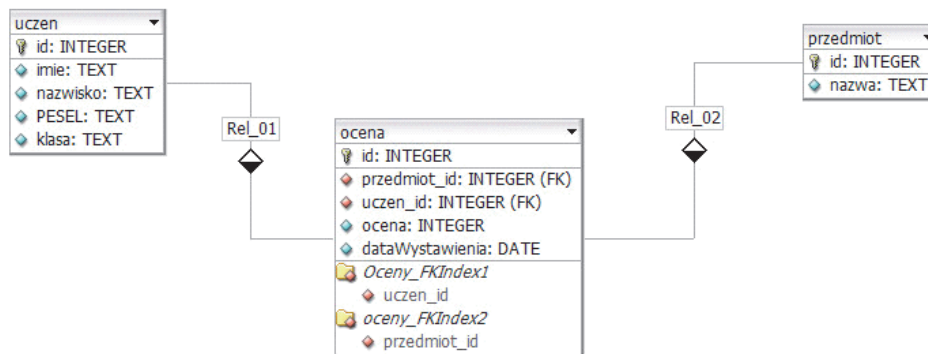 uczen
id: INTEGER
imie: TEXT
nazwisko: TEXT
PESEL: TEXT
klasa: TEXT
Rel_01
ocena
id: INTEGER
przedmiot_id: INTEGER (FK)
uczen_id: INTEGER (FK)
ocena: INTEGER
dataWystawienia: DATE
Oceny_FKIndex1
uczen_id
oceny_FKIndex2
przedmiot_id
Rel_02
przedmiot
id: INTEGER
nazwa: TEXT